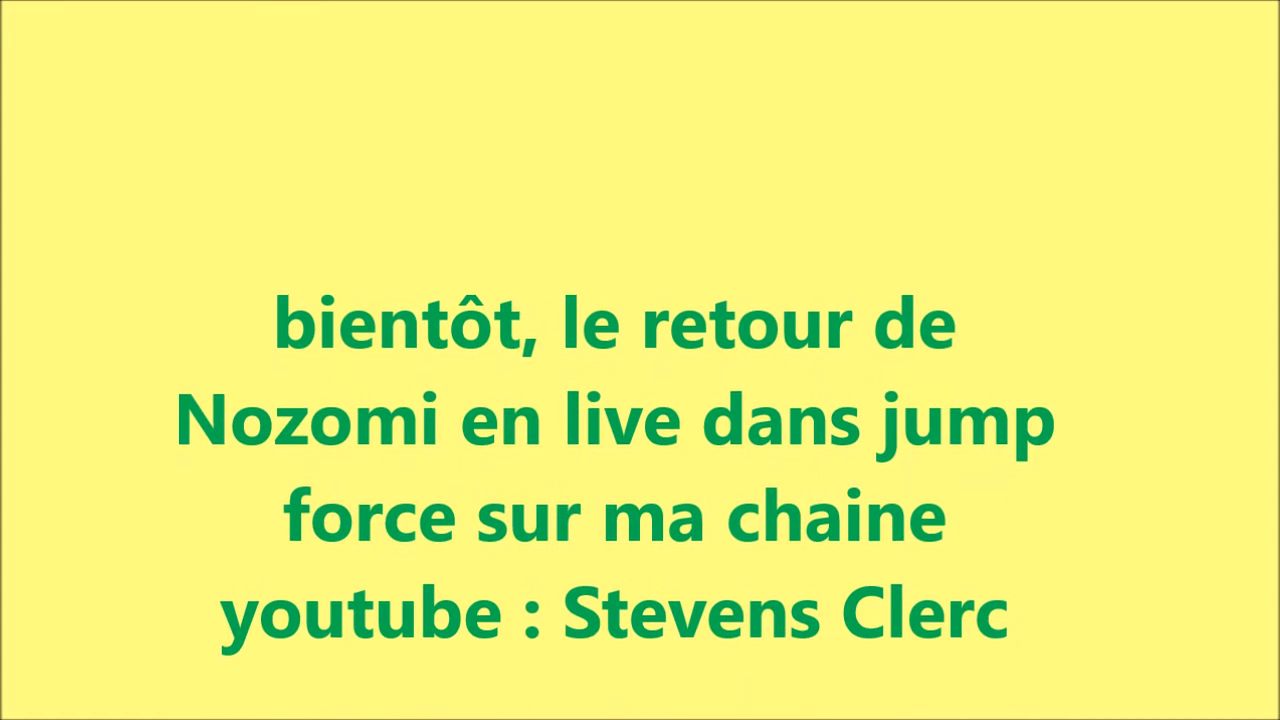 bientôt, le retour de
Nozomi en live dans jump
force sur ma chaine
youtube : Stevens Clerc